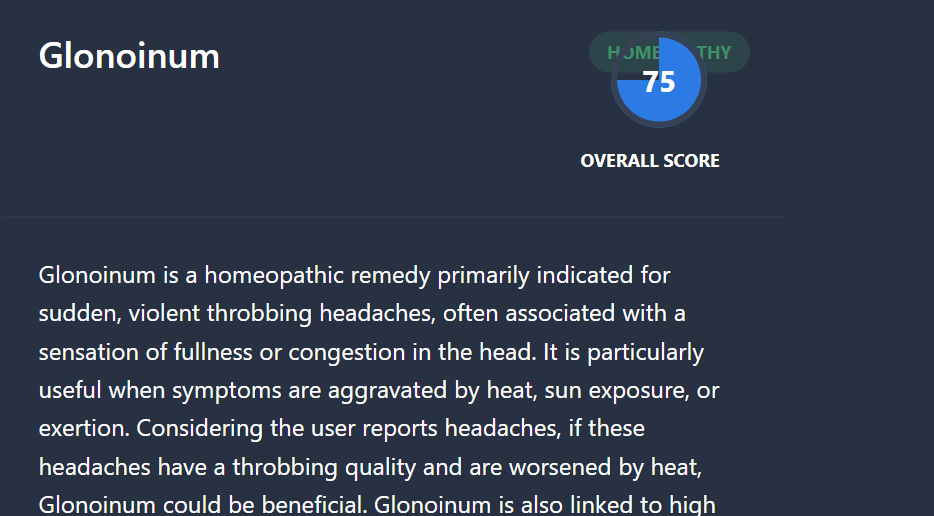 Glonoinum
75
OVERALL SCORE
Glonoinum is a homeopathic remedy primarily indicated for
sudden, violent throbbing headaches, often associated with a
sensation of fullness or congestion in the head. It is particularly
useful when symptoms are aggravated by heat, sun exposure, or
exertion. Considering the user reports headaches, if these
headaches have a throbbing quality and are worsened by heat,
Glonoinum could be beneficial. Glonoinum is also linked to high